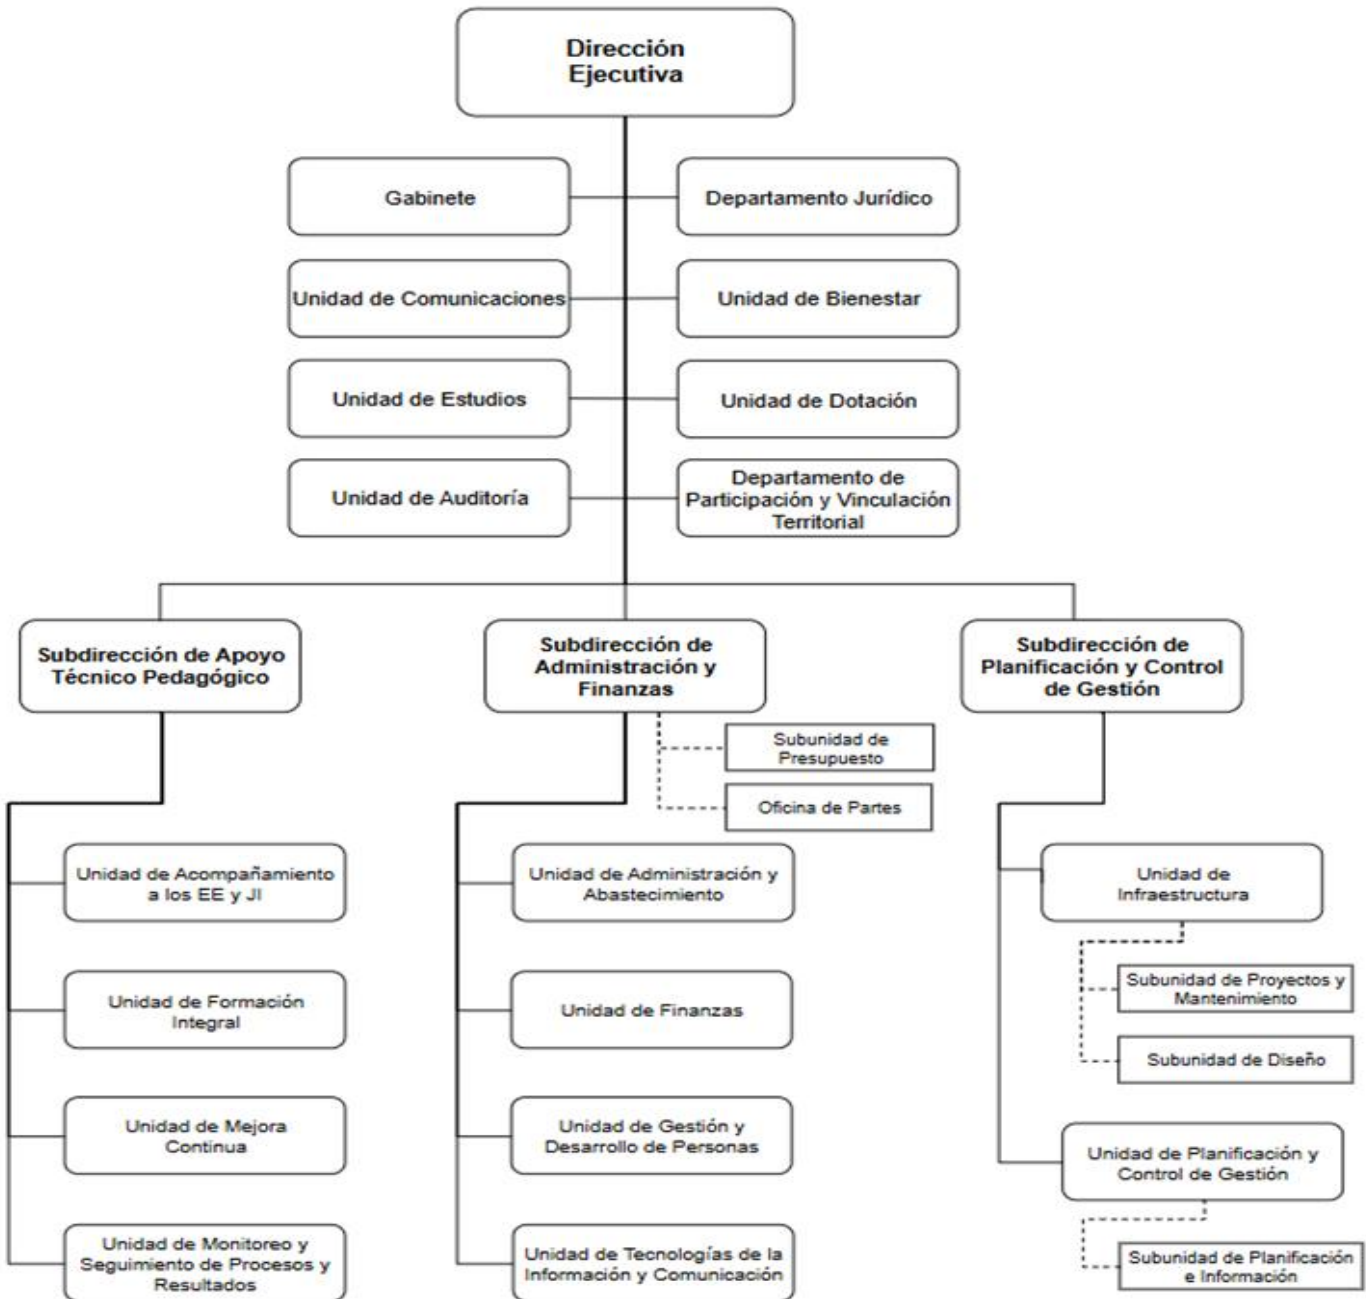 Dirección
Ejecutiva
Gabinete
Departamento Jurídico
Unidad de Comunicaciones
Unidad de Bienestar
Unidad de Estudios
Unidad de Dotación
Unidad de Auditoría
Departamento de
Participación y Vinculación
Territorial
Subdirección de Apoyo
Técnico Pedagógico
Subdirección de
Administración y
Finanzas
Subdirección de
Planificación y Control
de Gestión
Subunidad de
Presupuesto
Oficina de Partes
Unidad de Acompañamiento
a los EE y JI
Unidad de Formación
Integral
Unidad de Mejora
Continua
Unidad de Monitoreo y
Seguimiento de Procesos y
Resultados
Unidad de Administración y
Abastecimiento
Unidad de Finanzas
Unidad de Gestión y
Desarrollo de Personas
Unidad de Tecnologías de la
Información y Comunicación
Unidad de
Infraestructura
Subunidad de Proyectos y
Mantenimiento
Subunidad de Diseño
Unidad de Planificación y
Control de Gestión
Subunidad de Planificación
e Información